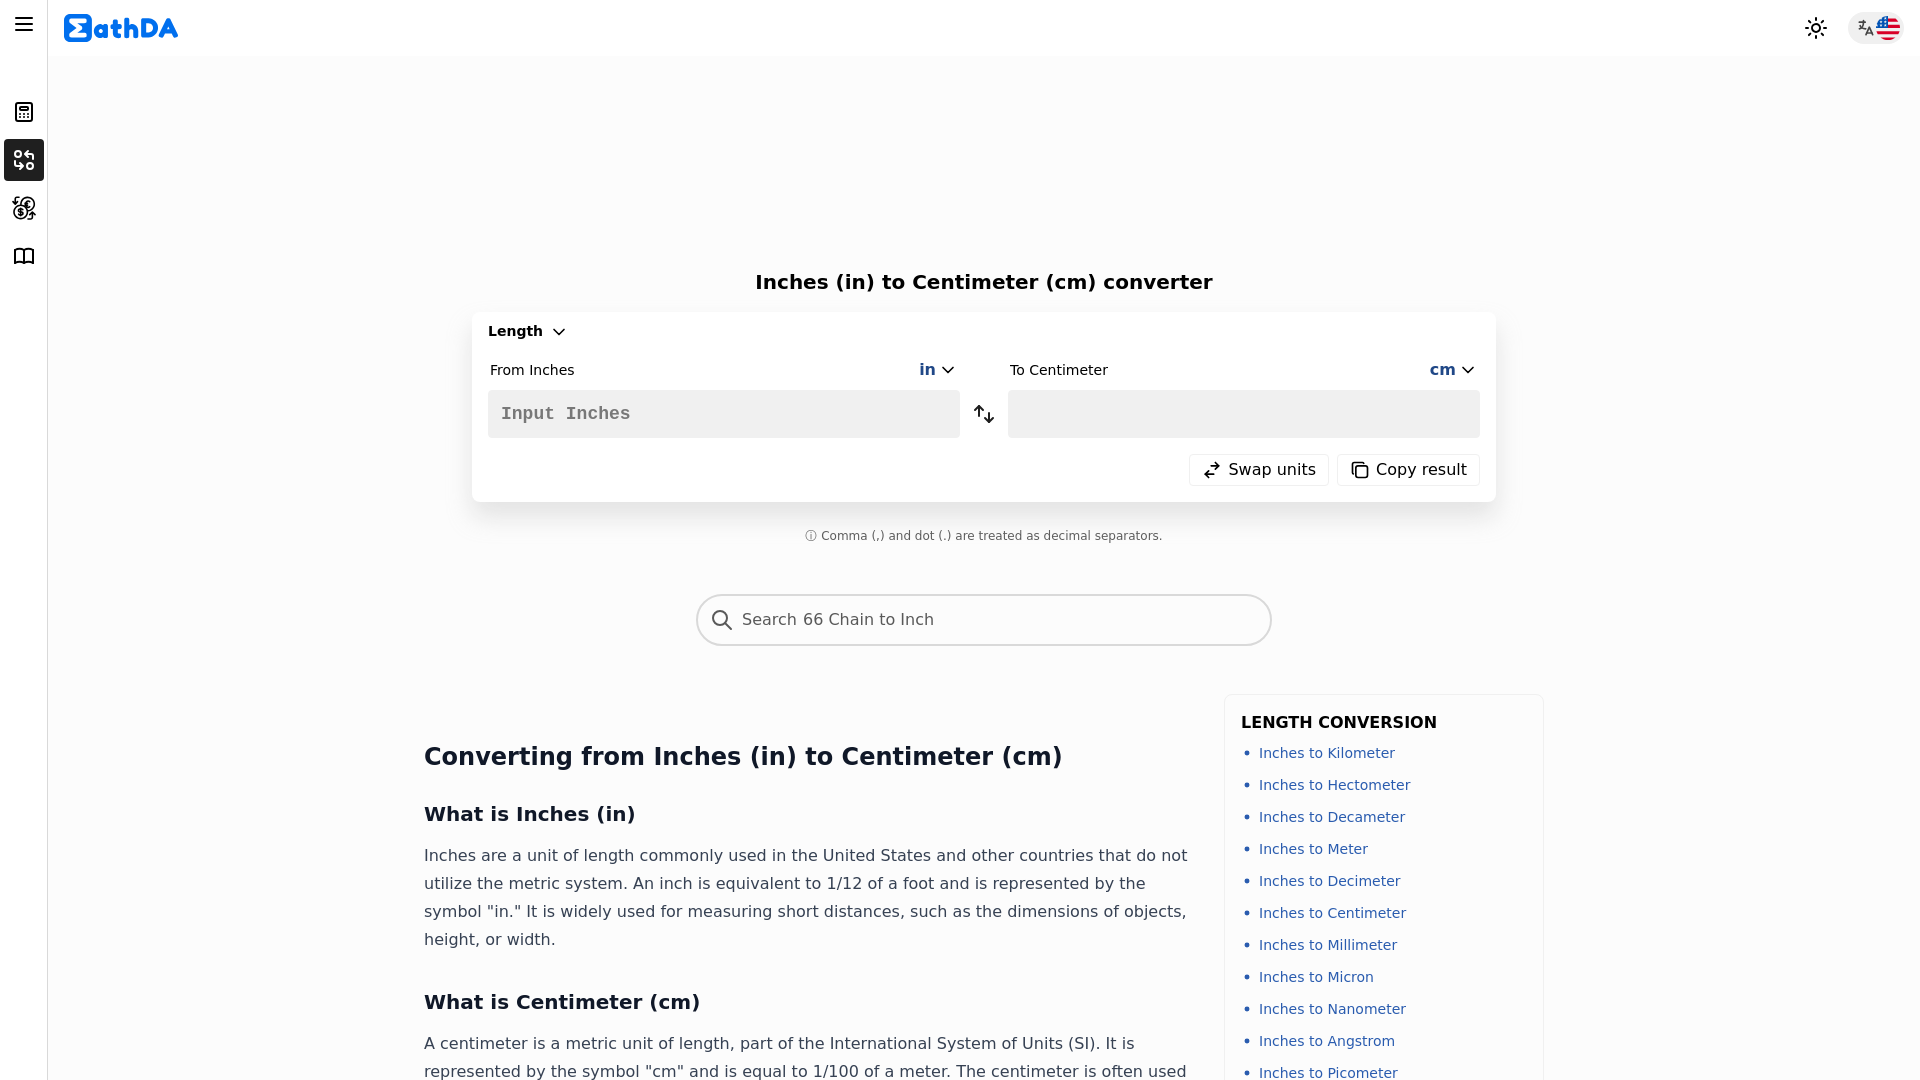 ΣathDA
Inches (in) to Centimeter (cm) converter
Length
From Inches
in
To Centimeter
cm
Input Inches
Swap units
Copy result
ⓘ Comma (,) and dot (.) are treated as decimal separators.
Search 66 Chain to Inch
Converting from Inches (in) to Centimeter (cm)
What is Inches (in)
Inches are a unit of length commonly used in the United States and other countries that do not
utilize the metric system. An inch is equivalent to 1/12 of a foot and is represented by the
symbol "in." It is widely used for measuring short distances, such as the dimensions of objects,
height, or width.
What is Centimeter (cm)
A centimeter is a metric unit of length, part of the International System of Units (SI). It is
represented by the symbol "cm" and is equal to 1/100 of a meter. The centimeter is often used
LENGTH CONVERSION
• Inches to Kilometer
• Inches to Hectometer
• Inches to Decameter
• Inches to Meter
• Inches to Decimeter
• Inches to Centimeter
• Inches to Millimeter
• Inches to Micron
• Inches to Nanometer
• Inches to Angstrom
• Inches to Picometer